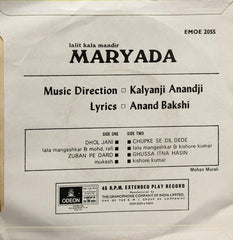 EMOE 2055
lalit kala mandir
MARYADA
Music Direction Kalyanji Anandji
Lyrics Anand Bakshi
SIDE ONE SIDE TWO
DHOL JANI CHUPKE SE DIL DEDE
lata mangeshkar & mohd. rafi lata mangeshkar & kishore kumar
ZUBAN PE DARD GHUSSA ITNA HASIN
mukesh kishore kumar
Mohan Murali
ODEON
45 R.P.M. EXTENDED PLAY RECORD
THE GRAMOPHONE COMPANY OF INDIA LIMITED.